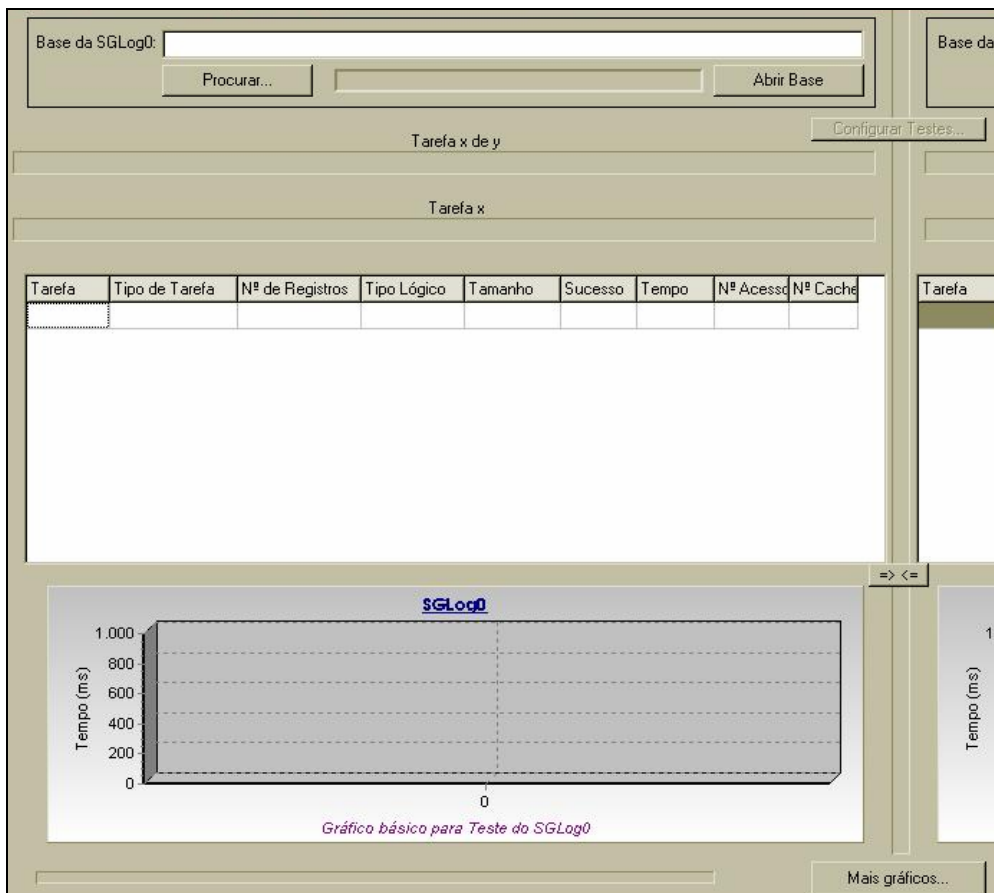 Base da SGLog0:
Base da
Procurar...
Abrir Base
Configurar Testes...
Tarefa x de y
Tarefa x
Tarefa Tipo de Tarefa Nº de Registros Tipo Lógico Tamanho Sucesso Tempo Nº Acesso Nº Cache
Tarefa
=> <=
SGLog0
1.000
800
600
400
200
0
Tempo (ms)
0
Gráfico básico para Teste do SGLog0
1
Tempo (ms)
Mais gráficos...